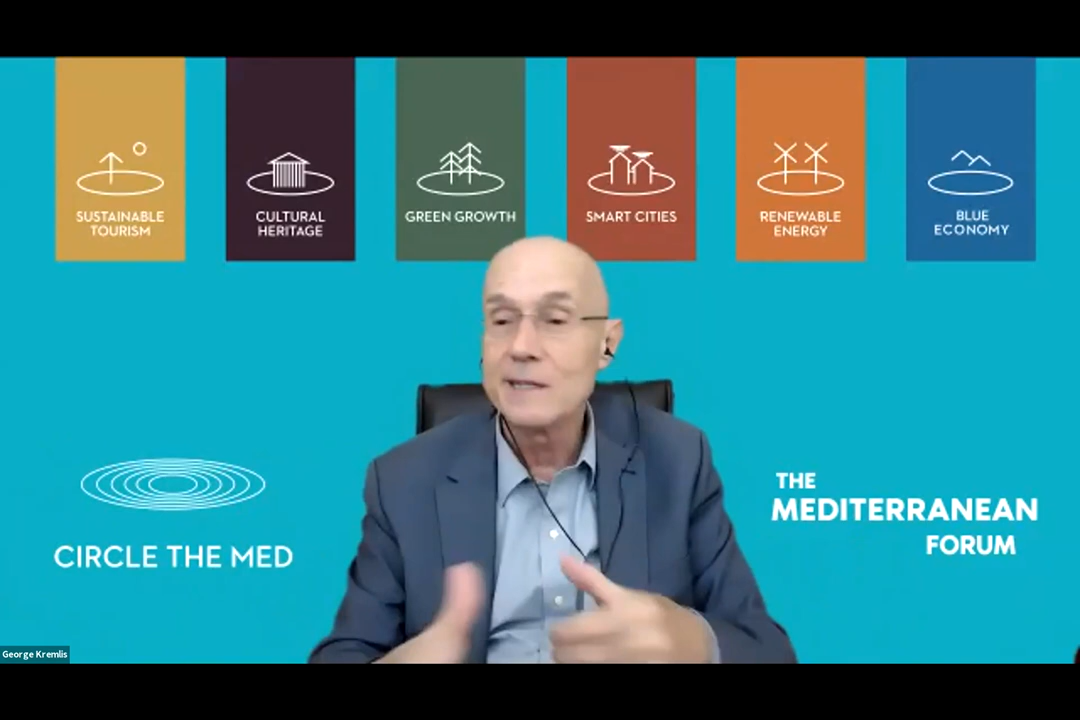 SUSTAINABLE
TOURISM
CULTURAL
HERITAGE
GREEN GROWTH
SMART CITIES
RENEWABLE
ENERGY
BLUE
ECONOMY
CIRCLE THE MED
THE
MEDITERRANEAN
FORUM
George Kremlis